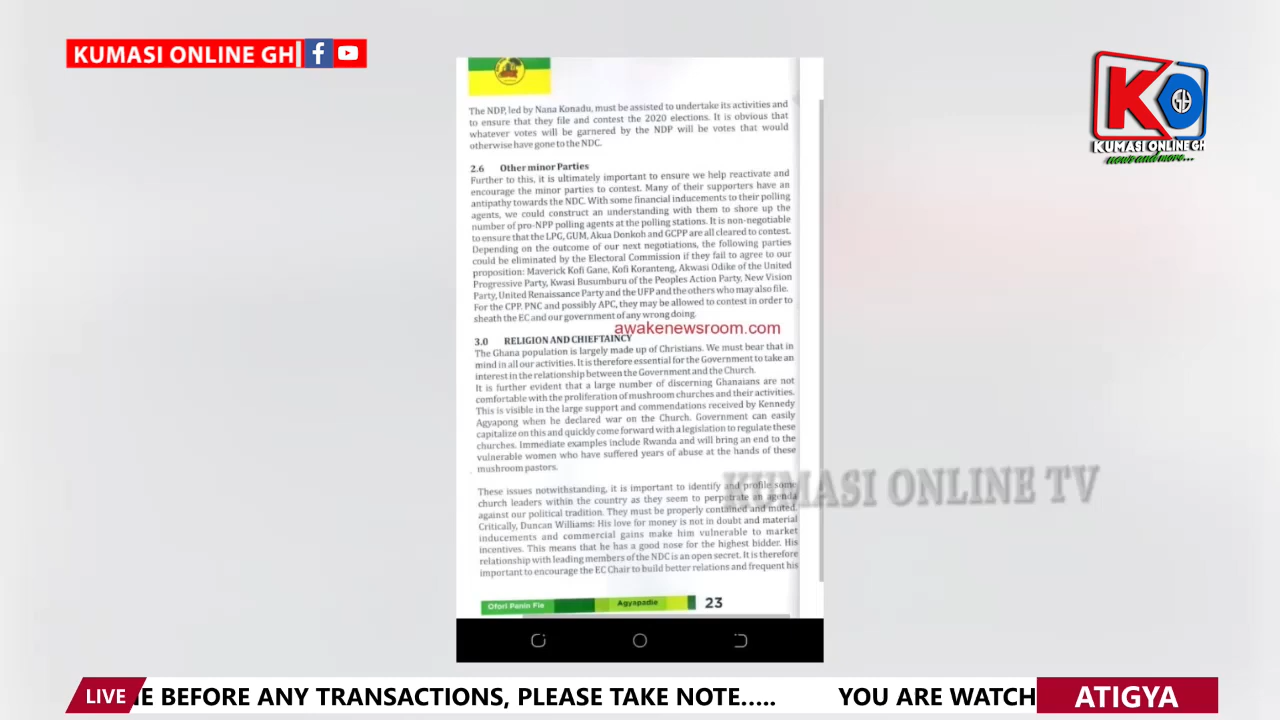 KUMASI ONLINE GH
KO
GH
KUMASI ONLINE GH
news and more...
The NDP, led by Nana Konadu, must be assisted to undertake its activities and
to ensure that they file and contest the 2020 elections. It is obvious that
whatever votes will be garnered by the NDP will be votes that would
otherwise have gone to the NDC.
2.6 Other minor Parties
Further to this, it is ultimately important to ensure we help reactivate and
encourage the minor parties to contest. Many of their supporters have an
antipathy towards the NDC. With some financial inducements to their polling
agents, we could construct an understanding with them to shore up the
number of pro-NPP polling agents at the polling stations. It is non-negotiable
to ensure that the LPG, GUM, Akua Donkoh and GCPP are all cleared to contest.
Depending on the outcome of our next negotiations, the following parties
could be eliminated by the Electoral Commission if they fail to agree to our
proposition: Maverick Kofi Gane, Kofi Koranteng, Akwasi Odike of the United
Progressive Party, Kwasi Busumburu of the Peoples Action Party, New Vision
Party, United Renaissance Party and the UFP and the others who may also file.
For the CPP, PNC and possibly APC, they may be allowed to contest in order to
sheath the EC and our government of any wrong doing.
awakenewsroom.com
3.0 RELIGION AND CHIEFTAINCY
The Ghana population is largely made up of Christians. We must bear that in
mind in all our activities. It is therefore essential for the Government to take an
interest in the relationship between the Government and the Church.
It is further evident that a large number of discerning Ghanaians are not
comfortable with the proliferation of mushroom churches and their activities.
This is visible in the large support and commendations received by Kennedy
Agyapong when he declared war on the Church. Government can easily
capitalize on this and quickly come forward with a legislation to regulate these
churches. Immediate examples include Rwanda and will bring an end to the
vulnerable women who have suffered years of abuse at the hands of these
mushroom pastors.
KUMASI ONLINE TV
These issues notwithstanding, it is important to identify and profile some
church leaders within the country as they seem to perpetrate an agenda
against our political tradition. They must be properly contained and muted.
Critically, Duncan Williams: His love for money is not in doubt and material
inducements and commercial gains make him vulnerable to market
incentives. This means that he has a good nose for the highest bidder. His
relationship with leading members of the NDC is an open secret. It is therefore
important to encourage the EC Chair to build better relations and frequent his
Ofori Panin Fie Agyapadie 23
LIVE
E BEFORE ANY TRANSACTIONS, PLEASE TAKE NOTE..... YOU ARE WATCH
ATIGYA